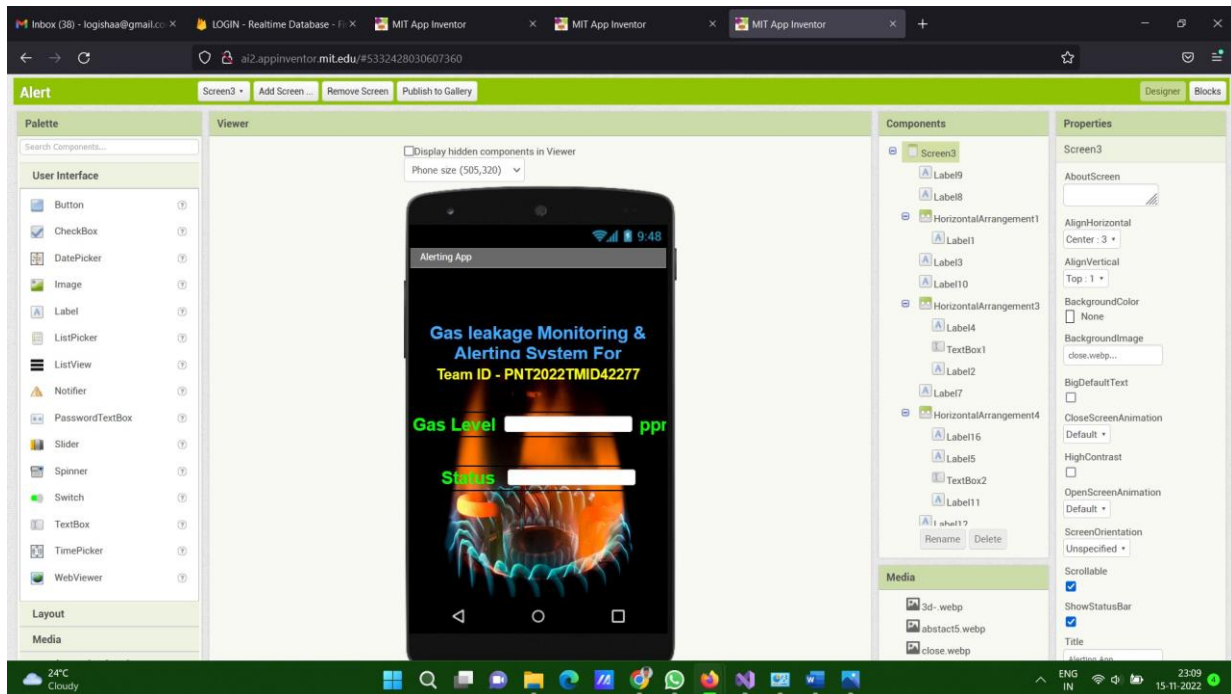 Inbox (38) - logishaa@gmail.co
LOGIN - Realtime Database - Fi
MIT App Inventor
MIT App Inventor
MIT App Inventor
ai2.appinventor.mit.edu/#5332428030607360
Alert
Screen3
Add Screen ...
Remove Screen
Publish to Gallery
Designer
Blocks
Palette
Search Components...
User Interface
Button
CheckBox
DatePicker
Image
Label
ListPicker
ListView
Notifier
PasswordTextBox
Slider
Spinner
Switch
TextBox
TimePicker
WebViewer
Layout
Media
Viewer
Display hidden components in Viewer
Phone size (505,320)
9:48
Alerting App
Gas leakage Monitoring &
Alerting System For
Team ID - PNT2022TMID42277
Gas Level
ppr
Status
Components
Screen3
Label9
Label8
HorizontalArrangement1
Label1
Label3
Label10
HorizontalArrangement3
Label4
TextBox1
Label2
Label7
HorizontalArrangement4
Label16
Label5
TextBox2
Label11
Label12
Rename
Delete
Media
3d-.webp
abstact5.webp
close.webp
Properties
Screen3
AboutScreen
AlignHorizontal
Center : 3
AlignVertical
Top : 1
BackgroundColor
None
BackgroundImage
close.webp...
BigDefaultText
CloseScreenAnimation
Default
HighContrast
OpenScreenAnimation
Default
ScreenOrientation
Unspecified
Scrollable
ShowStatusBar
Title
Alerting App
24°C
Cloudy
ENG
IN
23:09
15-11-2022
4